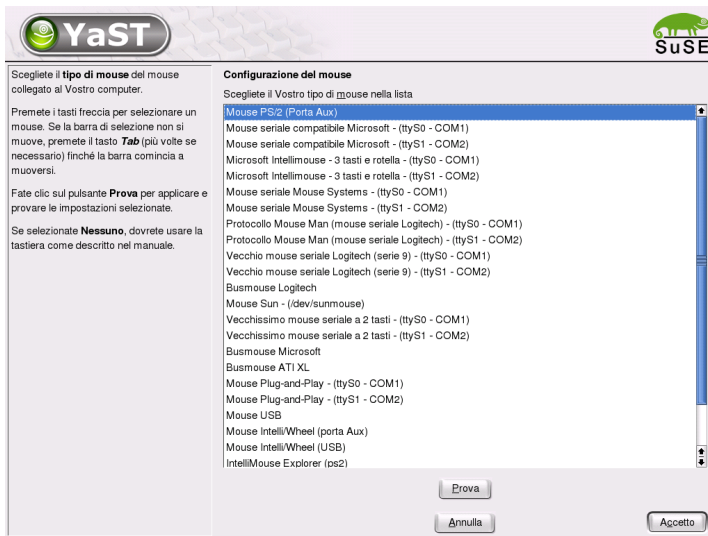 YaST
SuSE
Scegliete il tipo di mouse del mouse
collegato al Vostro computer.
Premete i tasti freccia per selezionare un
mouse. Se la barra di selezione non si
muove, premete il tasto Tab (più volte se
necessario) finché la barra comincia a
muoversi.
Fate clic sul pulsante Prova per applicare e
provare le impostazioni selezionate.
Se selezionate Nessuno, dovrete usare la
tastiera come descritto nel manuale.
Configurazione del mouse
Scegliete il Vostro tipo di mouse nella lista
Mouse PS/2 (Porta Aux)
Mouse seriale compatibile Microsoft - (ttyS0 - COM1)
Mouse seriale compatibile Microsoft - (ttyS1 - COM2)
Microsoft Intellimouse - 3 tasti e rotella - (ttyS0 - COM1)
Microsoft Intellimouse - 3 tasti e rotella - (ttyS1 - COM2)
Mouse seriale Mouse Systems - (ttyS0 - COM1)
Mouse seriale Mouse Systems - (ttyS1 - COM2)
Protocollo Mouse Man (mouse seriale Logitech) - (ttyS0 - COM1)
Protocollo Mouse Man (mouse seriale Logitech) - (ttyS1 - COM2)
Vecchio mouse seriale Logitech (serie 9) - (ttyS0 - COM1)
Vecchio mouse seriale Logitech (serie 9) - (ttyS1 - COM2)
Busmouse Logitech
Mouse Sun - (/dev/sunmouse)
Vecchissimo mouse seriale a 2 tasti - (ttyS0 - COM1)
Vecchissimo mouse seriale a 2 tasti - (ttyS1 - COM2)
Busmouse Microsoft
Busmouse ATI XL
Mouse Plug-and-Play - (ttyS0 - COM1)
Mouse Plug-and-Play - (ttyS1 - COM2)
Mouse USB
Mouse Intelli/Wheel (porta Aux)
Mouse Intelli/Wheel (USB)
IntelliMouse Explorer (ps2)
Prova
Annulla
Accetto